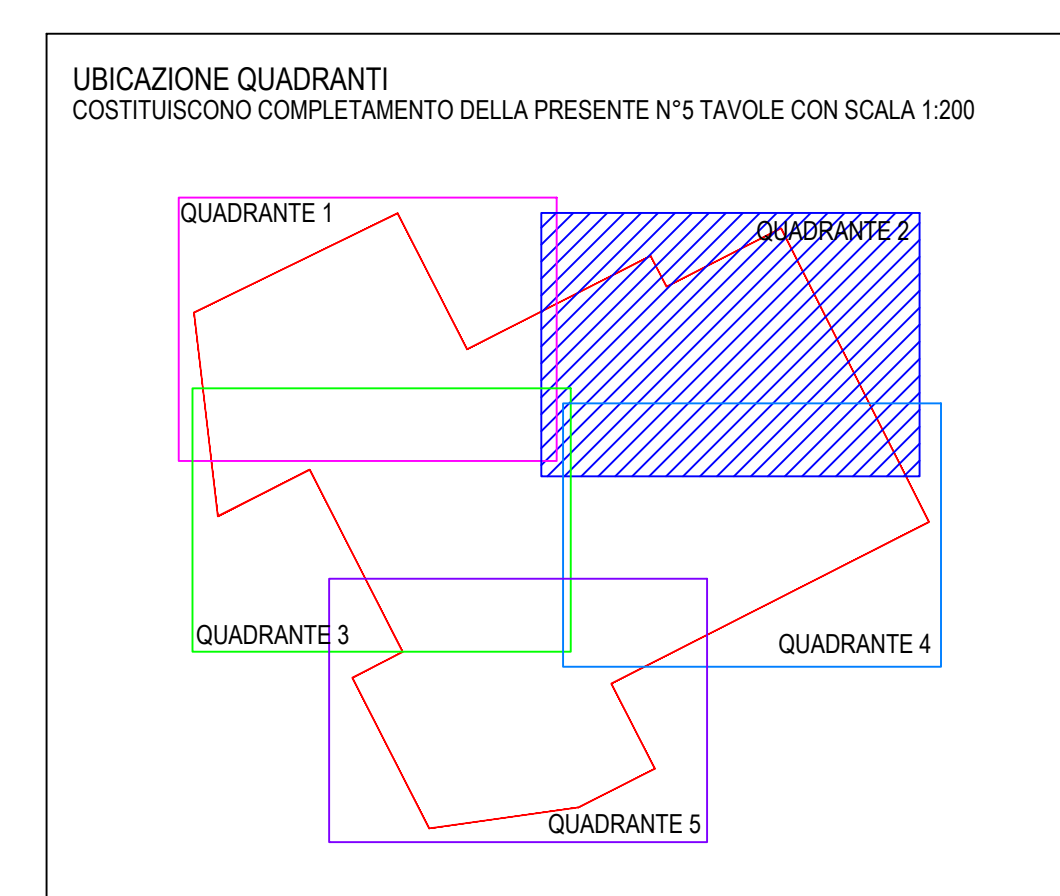 UBICAZIONE QUADRANTI
COSTITUISCONO COMPLETAMENTO DELLA PRESENTE N°5 TAVOLE CON SCALA 1:200
QUADRANTE 1
QUADRANTE 2
QUADRANTE 3
QUADRANTE 4
QUADRANTE 5